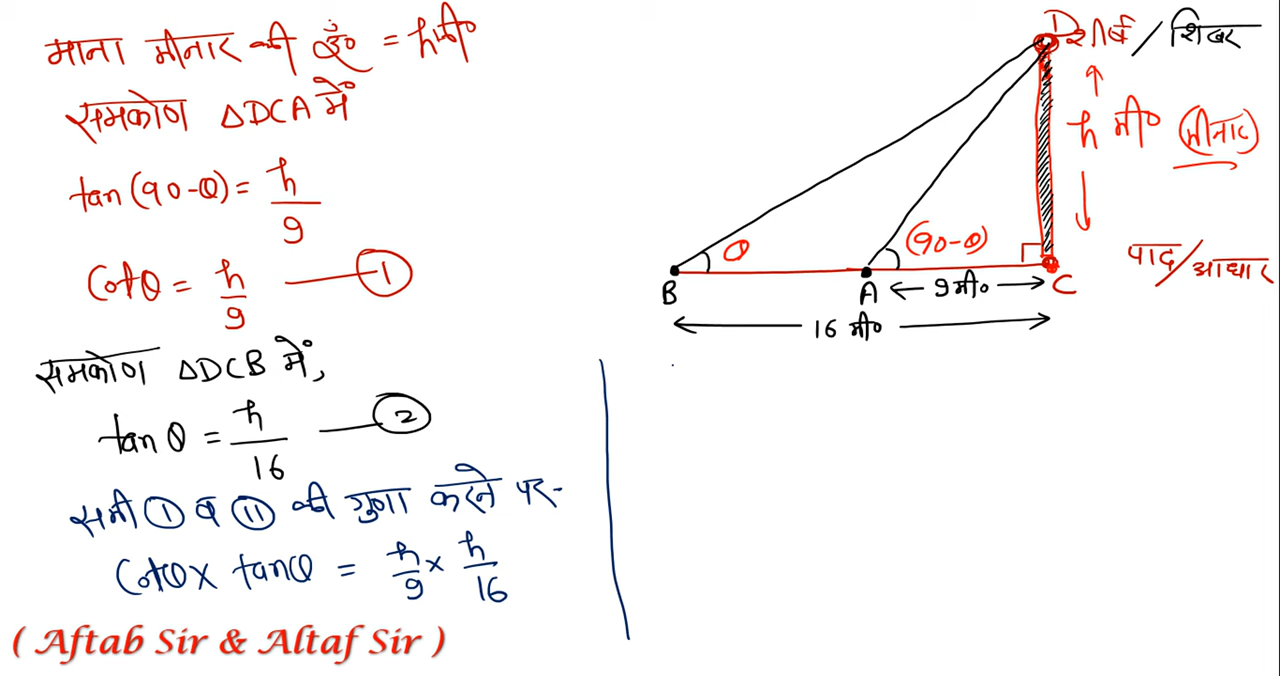 माना मीनार की ऊँ० = h मी०
समकोण ΔDCA में
tan (90-θ) = h/9
Cotθ = h/9 — 1
समकोण ΔDCB में,
tan θ = h/16 — 2
समी 1 व 11 की गुणा करने पर-
Cotθ x tanθ = h/9 x h/16
( Aftab Sir & Altaf Sir )
D शीर्ष / शिखर
h मी० (मीनार)
θ
(90-θ)
पाद / आधार
B A 9 मी० C
16 मी०